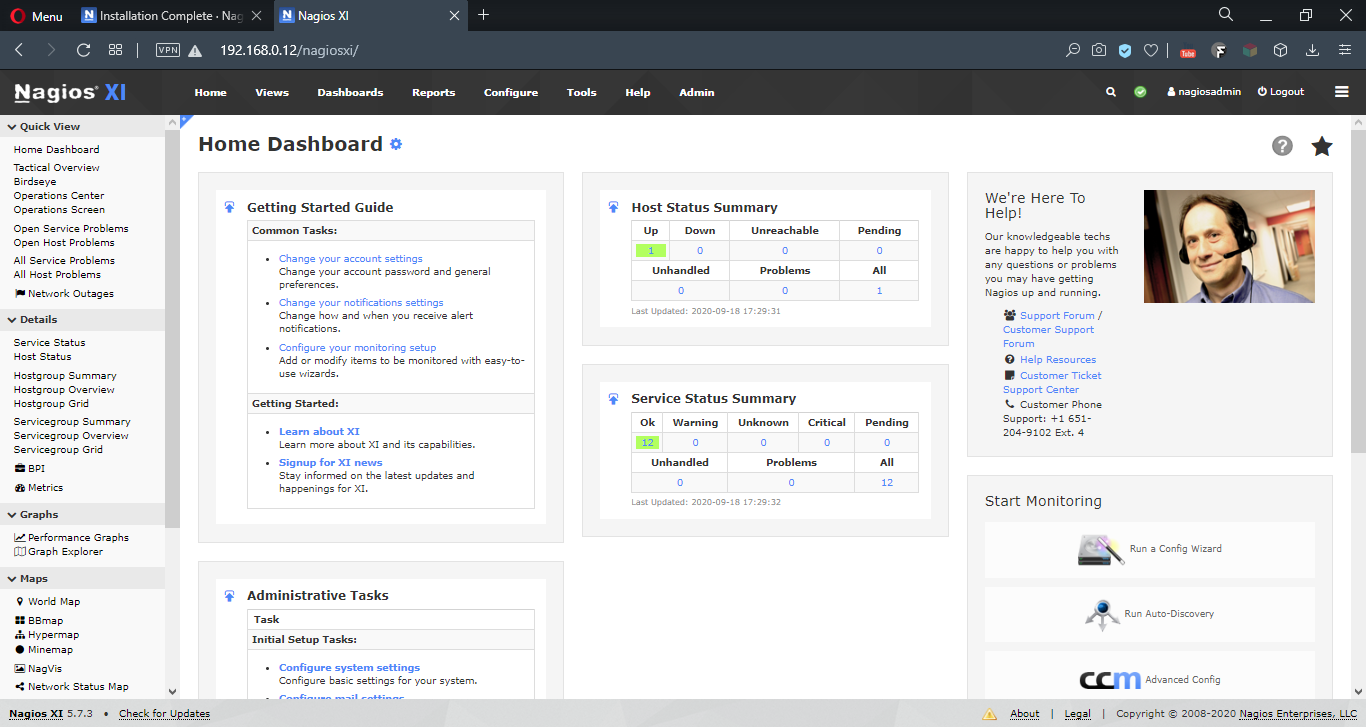 Menu
Installation Complete · Nag
Nagios XI
VPN
192.168.0.12/nagiosxi/
Tube
Nagios® XI
Home
Views
Dashboards
Reports
Configure
Tools
Help
Admin
nagiosadmin
Logout
Quick View
Home Dashboard
Tactical Overview
Birdseye
Operations Center
Operations Screen
Open Service Problems
Open Host Problems
All Service Problems
All Host Problems
Network Outages
Details
Service Status
Host Status
Hostgroup Summary
Hostgroup Overview
Hostgroup Grid
Servicegroup Summary
Servicegroup Overview
Servicegroup Grid
BPI
Metrics
Graphs
Performance Graphs
Graph Explorer
Maps
World Map
BBmap
Hypermap
Minemap
NagVis
Network Status Map
Home Dashboard
Getting Started Guide
Common Tasks:
Change your account settings
Change your account password and general
preferences.
Change your notifications settings
Change how and when you receive alert
notifications.
Configure your monitoring setup
Add or modify items to be monitored with easy-to-
use wizards.
Getting Started:
Learn about XI
Learn more about XI and its capabilities.
Signup for XI news
Stay informed on the latest updates and
happenings for XI.
Administrative Tasks
Task
Initial Setup Tasks:
Configure system settings
Configure basic settings for your system.
Configure mail settings
Host Status Summary
Up Down Unreachable Pending
1 0 0 0
Unhandled Problems All
0 0 1
Last Updated: 2020-09-18 17:29:31
Service Status Summary
Ok Warning Unknown Critical Pending
12 0 0 0 0
Unhandled Problems All
0 0 12
Last Updated: 2020-09-18 17:29:32
We're Here To
Help!
Our knowledgeable techs
are happy to help you with
any questions or problems
you may have getting
Nagios up and running.
Support Forum /
Customer Support
Forum
Help Resources
Customer Ticket
Support Center
Customer Phone
Support: +1 651-
204-9102 Ext. 4
Start Monitoring
Run a Config Wizard
Run Auto-Discovery
ccm Advanced Config
Nagios XI 5.7.3 • Check for Updates
About | Legal | Copyright © 2008-2020 Nagios Enterprises, LLC